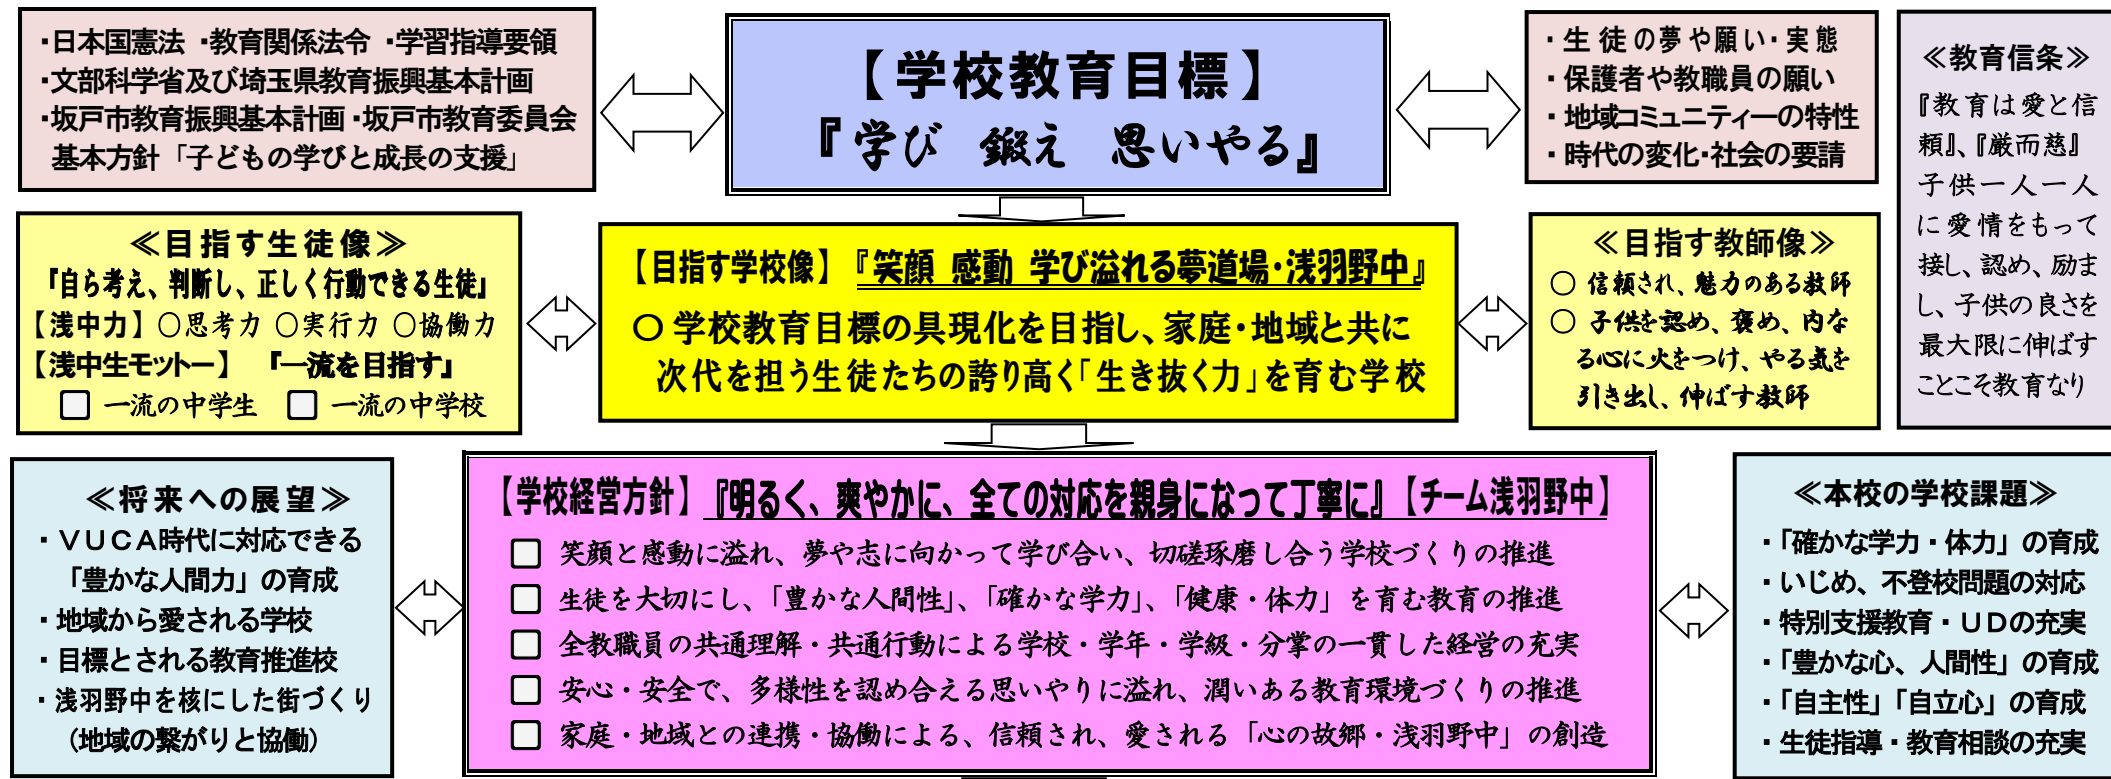 ・日本国憲法 ・教育関係法令 ・学習指導要領
・文部科学省及び埼玉県教育振興基本計画
・坂戸市教育振興基本計画・坂戸市教育委員会
基本方針「子どもの学びと成長の支援」
【学校教育目標】
『学び 鍛え 思いやる』
・生徒の夢や願い・実態
・保護者や教職員の願い
・地域コミュニティーの特性
・時代の変化・社会の要請
≪教育信条≫
『教育は愛と信
頼』、『厳而慈』
子供一人一人
に愛情をもって
接し、認め、励ま
し、子供の良さを
最大限に伸ばす
ことこそ教育なり
≪目指す生徒像≫
『自ら考え、判断し、正しく行動できる生徒』
【浅中力】○思考力 ○実行力 ○協働力
【浅中生モットー】 『一流を目指す』
□ 一流の中学生 □ 一流の中学校
【目指す学校像】『笑顔 感動 学び溢れる夢道場・浅羽野中』
○学校教育目標の具現化を目指し、家庭・地域と共に
次代を担う生徒たちの誇り高く「生き抜く力」を育む学校
≪目指す教師像≫
○ 信頼され、魅力のある教師
○ 子供を認め、褒め、内な
る心に火をつけ、やる気を
引き出し、伸ばす教師
≪将来への展望≫
・VUCA時代に対応できる
「豊かな人間力」の育成
・地域から愛される学校
・目標とされる教育推進校
・浅羽野中を核にした街づくり
(地域の繋がりと協働)
【学校経営方針】『明るく、爽やかに、全ての対応を親身になって丁寧に』【チーム浅羽野中】
□ 笑顔と感動に溢れ、夢や志に向かって学び合い、切磋琢磨し合う学校づくりの推進
□ 生徒を大切にし、「豊かな人間性」、「確かな学力」、「健康・体力」を育む教育の推進
□ 全教職員の共通理解・共通行動による学校・学年・学級・分掌の一貫した経営の充実
□ 安心・安全で、多様性を認め合える思いやりに溢れ、潤いある教育環境づくりの推進
□ 家庭・地域との連携・協働による、信頼され、愛される「心の故郷・浅羽野中」の創造
≪本校の学校課題≫
・「確かな学力・体力」の育成
・いじめ、不登校問題の対応
・特別支援教育・UDの充実
・「豊かな心、人間性」の育成
・「自主性」「自立心」の育成
・生徒指導・教育相談の充実